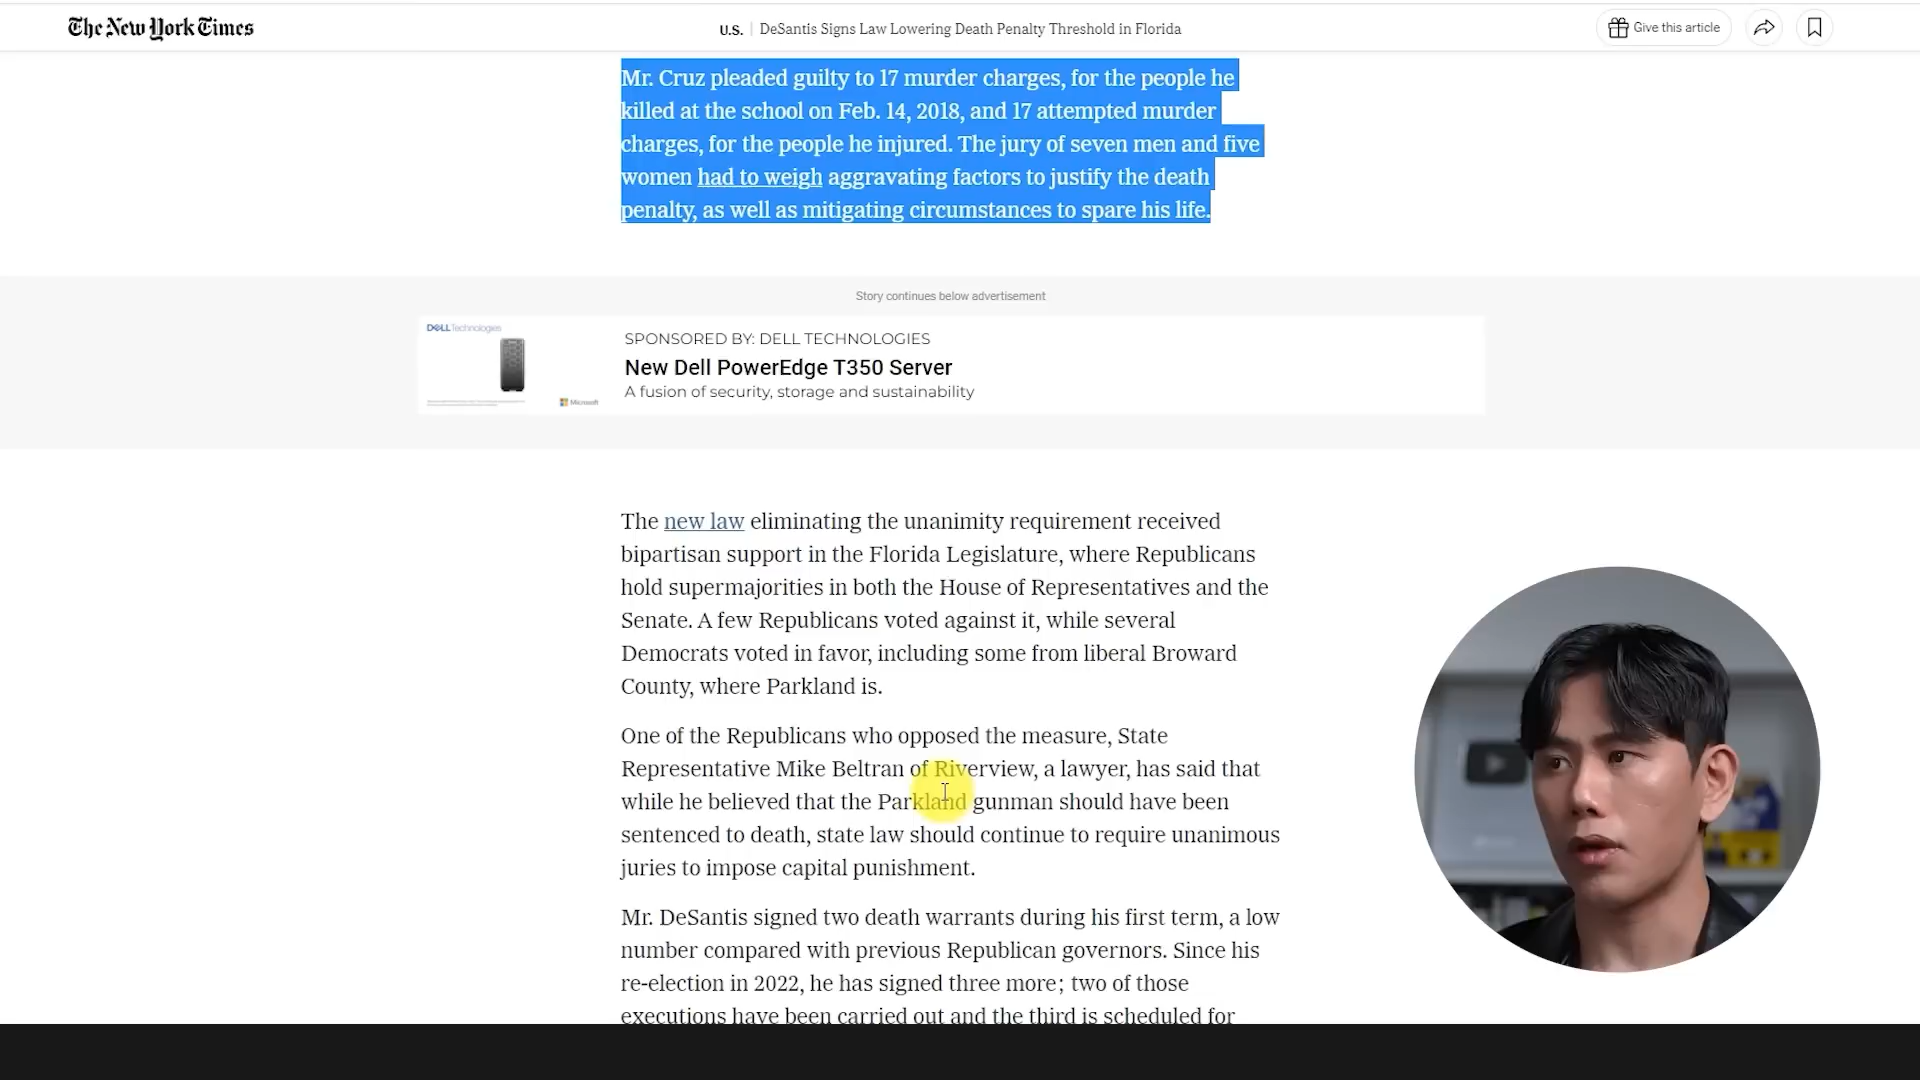 The New York Times
U.S. | DeSantis Signs Law Lowering Death Penalty Threshold in Florida
Give this article
Mr. Cruz pleaded guilty to 17 murder charges, for the people he
killed at the school on Feb. 14, 2018, and 17 attempted murder
charges, for the people he injured. The jury of seven men and five
women had to weigh aggravating factors to justify the death
penalty, as well as mitigating circumstances to spare his life.
Story continues below advertisement
DELL Technologies
Microsoft
SPONSORED BY: DELL TECHNOLOGIES
New Dell PowerEdge T350 Server
A fusion of security, storage and sustainability
The new law eliminating the unanimity requirement received
bipartisan support in the Florida Legislature, where Republicans
hold supermajorities in both the House of Representatives and the
Senate. A few Republicans voted against it, while several
Democrats voted in favor, including some from liberal Broward
County, where Parkland is.
One of the Republicans who opposed the measure, State
Representative Mike Beltran of Riverview, a lawyer, has said that
while he believed that the Parkland gunman should have been
sentenced to death, state law should continue to require unanimous
juries to impose capital punishment.
Mr. DeSantis signed two death warrants during his first term, a low
number compared with previous Republican governors. Since his
re-election in 2022, he has signed three more; two of those
executions have been carried out and the third is scheduled for